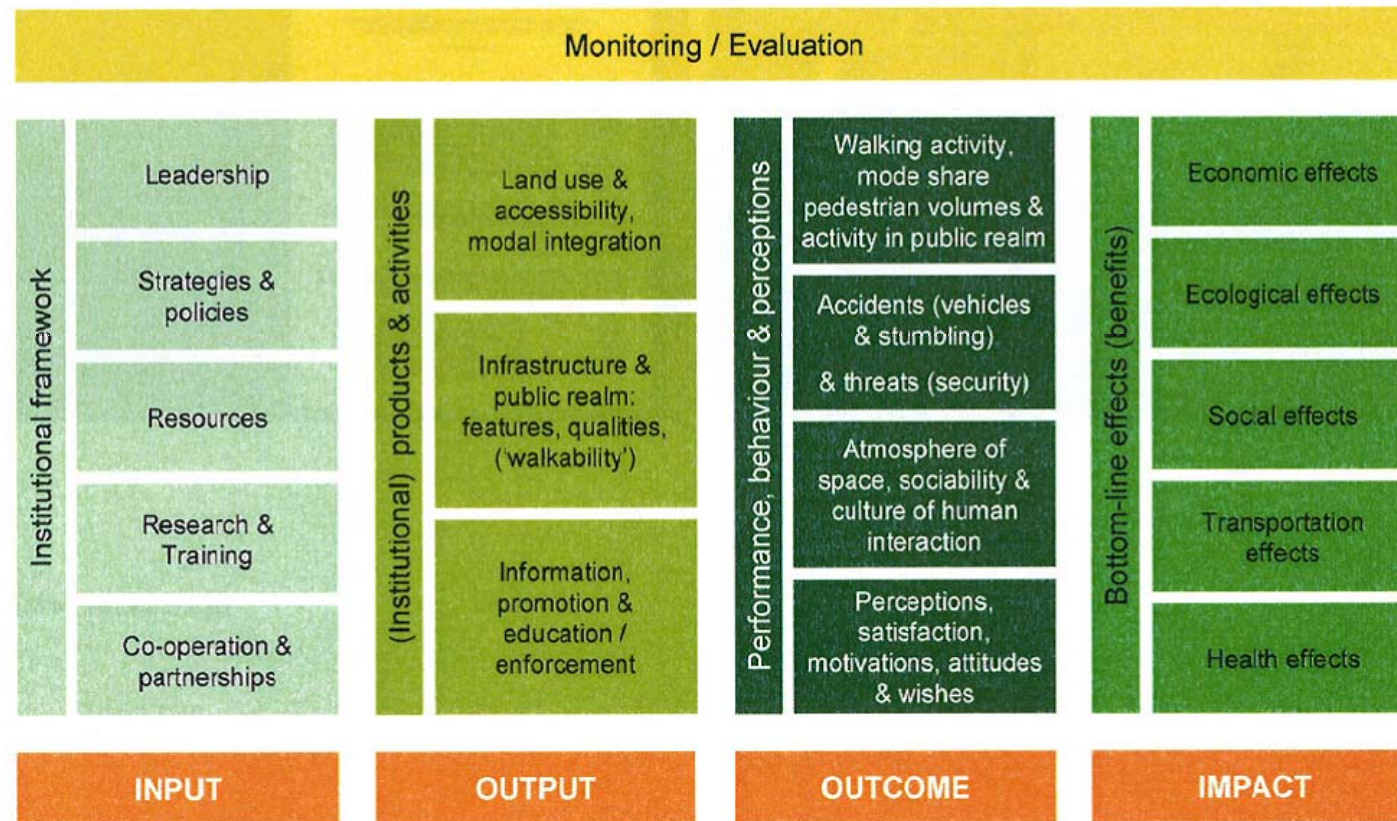 Monitoring / Evaluation
Institutional framework
Leadership
Strategies &
policies
Resources
Research &
Training
Co-operation &
partnerships
INPUT
(Institutional) products & activities
Land use &
accessibility,
modal integration
Infrastructure &
public realm:
features, qualities,
('walkability')
Information,
promotion &
education /
enforcement
OUTPUT
Performance, behaviour & perceptions
Walking activity,
mode share
pedestrian volumes &
activity in public realm
Accidents (vehicles
& stumbling)
& threats (security)
Atmosphere of
space, sociability &
culture of human
interaction
Perceptions,
satisfaction,
motivations, attitudes
& wishes
OUTCOME
Bottom-line effects (benefits)
Economic effects
Ecological effects
Social effects
Transportation
effects
Health effects
IMPACT